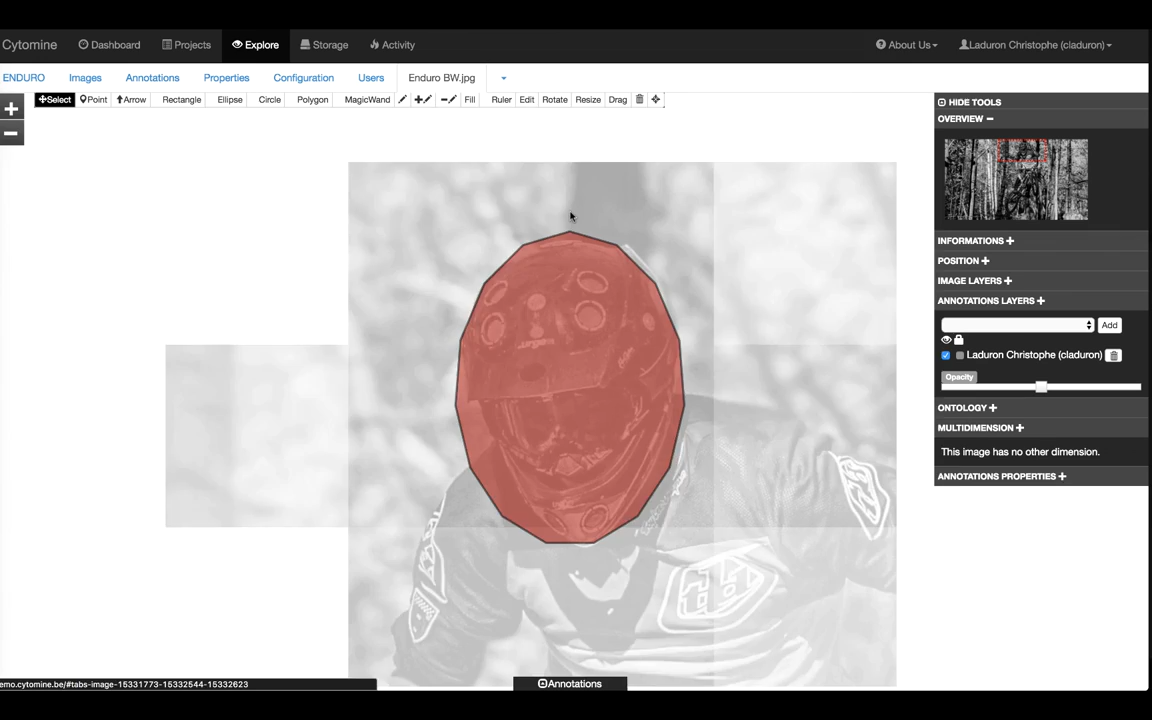 Cytomine Dashboard Projects Explore Storage Activity About Us Laduron Christophe (claduron)
ENDURO Images Annotations Properties Configuration Users Enduro BW.jpg
Select Point Arrow Rectangle Ellipse Circle Polygon MagicWand Fill Ruler Edit Rotate Resize Drag
HIDE TOOLS
OVERVIEW
INFORMATIONS
POSITION
IMAGE LAYERS
ANNOTATIONS LAYERS
Add
Laduron Christophe (claduron)
Opacity
ONTOLOGY
MULTIDIMENSION
This image has no other dimension.
ANNOTATIONS PROPERTIES
emo.cytomine.be/#tabs-image-15331773-15332544-15332623
Annotations